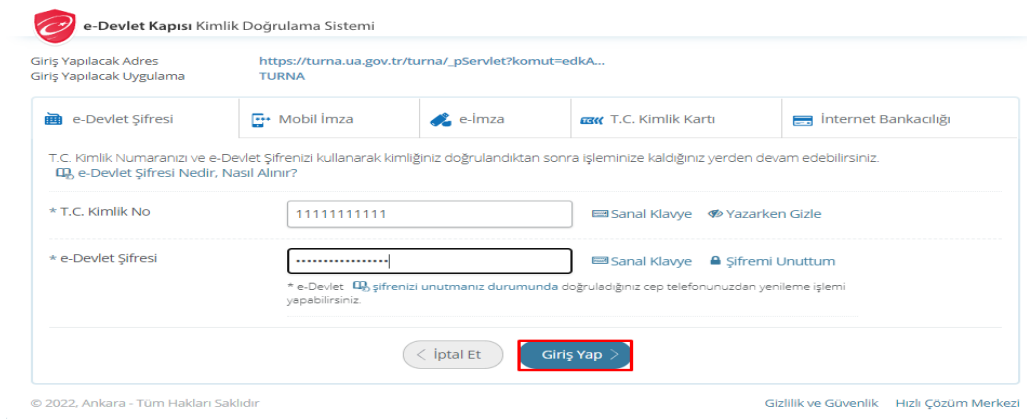 e-Devlet Kapısı Kimlik Doğrulama Sistemi
Giriş Yapılacak Adres https://turna.ua.gov.tr/turna/_pServlet?komut=edkA...
Giriş Yapılacak Uygulama TURNA
e-Devlet Şifresi Mobil İmza e-İmza T.C. Kimlik Kartı İnternet Bankacılığı
T.C. Kimlik Numaranızı ve e-Devlet Şifrenizi kullanarak kimliğiniz doğrulandıktan sonra işleminize kaldığınız yerden devam edebilirsiniz.
e-Devlet Şifresi Nedir, Nasıl Alınır?
* T.C. Kimlik No 11111111111 Sanal Klavye Yazarken Gizle
* e-Devlet Şifresi ••••••••••••••••• Sanal Klavye Şifremi Unuttum
* e-Devlet şifrenizi unutmanız durumunda doğruladığınız cep telefonunuzdan yenileme işlemi
yapabilirsiniz.
< İptal Et Giriş Yap >
© 2022, Ankara - Tüm Hakları Saklıdır Gizlilik ve Güvenlik Hızlı Çözüm Merkezi